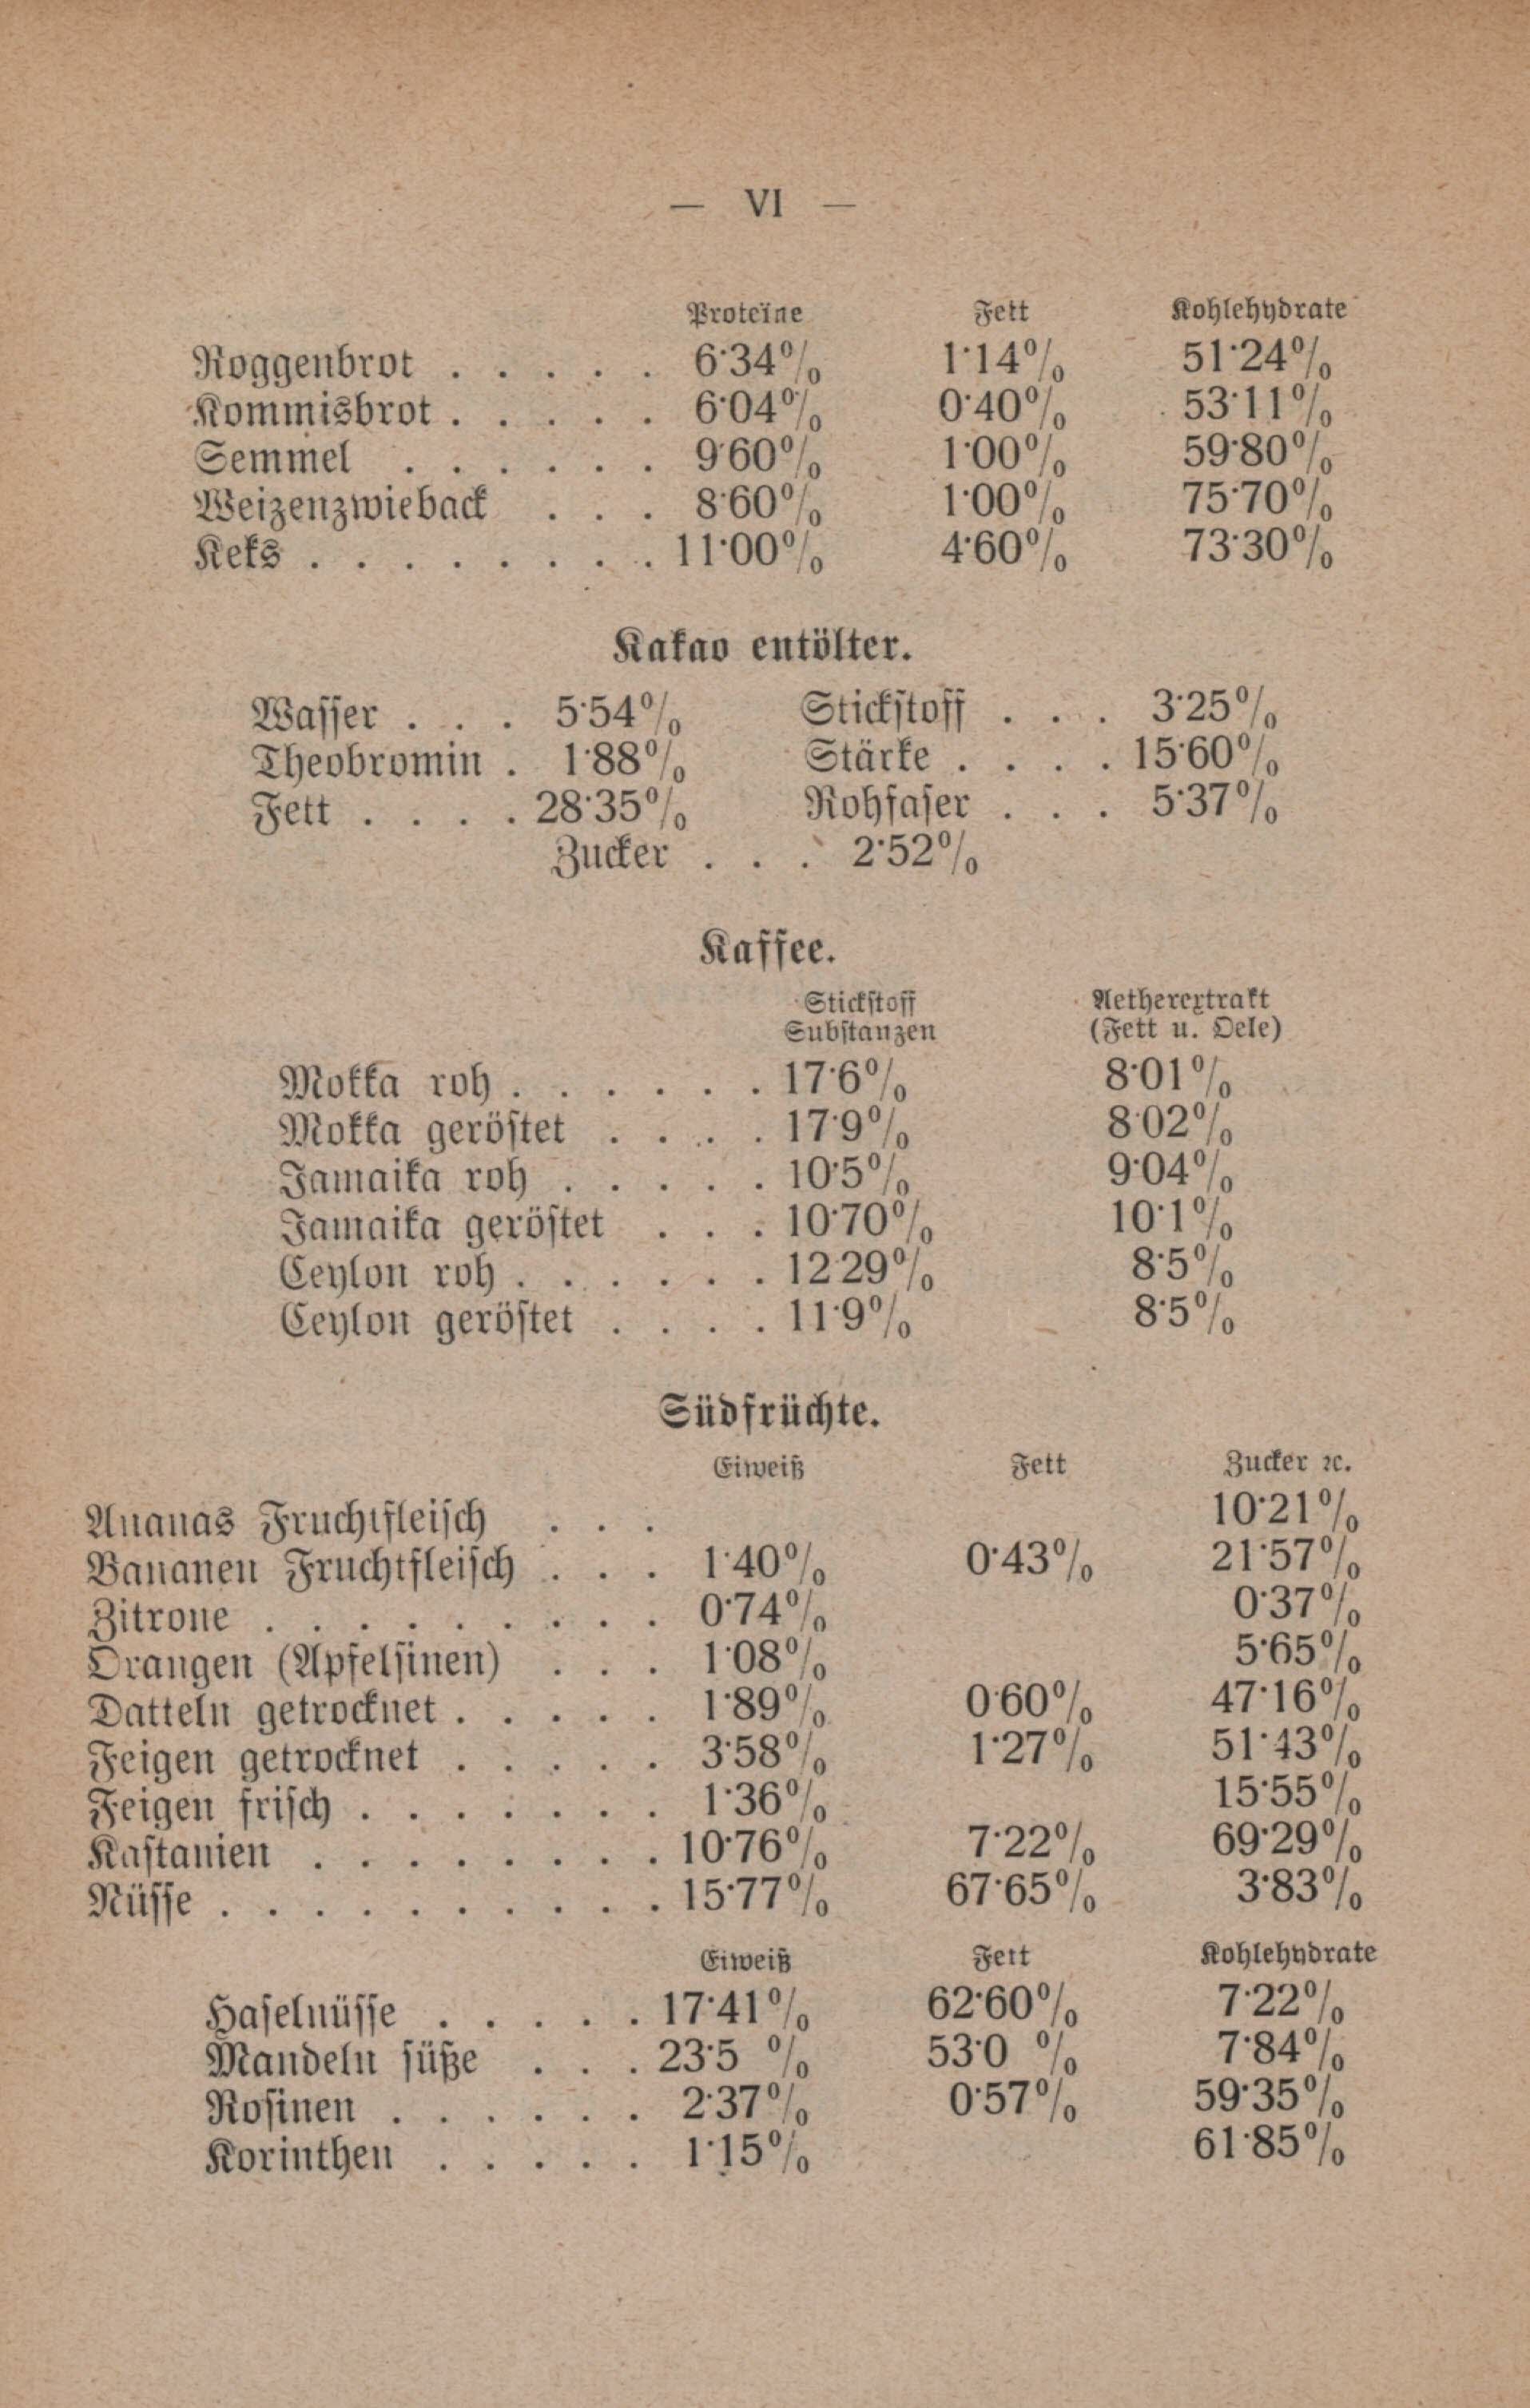 — VI —
Proteine Fett Kohlehydrate
Roggenbrot . . . . . 6·34% 1·14% 51·24%
Kommisbrot . . . . . 6·04% 0·40% 53·11%
Semmel . . . . . . 9·60% 1·00% 59·80%
Weizenzwieback . . . 8·60% 1·00% 75·70%
Keks . . . . . . . . 11·00% 4·60% 73·30%
Kakao entölter.
Wasser . . . 5·54% Stickstoff . . . 3·25%
Theobromin . 1·88% Stärke . . . . 15·60%
Fett . . . . 28·35% Rohfaser . . . 5·37%
Zucker . . . 2·52%
Kaffee.
Stickstoff Aetherextrakt
Substanzen (Fett u. Oele)
Mokka roh . . . . . . 17·6% 8·01%
Mokka geröstet . . . . 17·9% 8·02%
Jamaika roh . . . . . 10·5% 9·04%
Jamaika geröstet . . . 10·70% 10·1%
Ceylon roh . . . . . . 12·29% 8·5%
Ceylon geröstet . . . . 11·9% 8·5%
Südfrüchte.
Eiweiß Fett Zucker ꝛc.
Ananas Fruchtfleisch . . . 10·21%
Bananen Fruchtfleisch . . . 1·40% 0·43% 21·57%
Zitrone . . . . . . . . . 0·74% 0·37%
Orangen (Apfelsinen) . . . 1·08% 5·65%
Datteln getrocknet . . . . . 1·89% 0·60% 47·16%
Feigen getrocknet . . . . . 3·58% 1·27% 51·43%
Feigen frisch . . . . . . . 1·36% 15·55%
Kastanien . . . . . . . . 10·76% 7·22% 69·29%
Nüsse . . . . . . . . . . 15·77% 67·65% 3·83%
Eiweiß Fett Kohlehydrate
Haselnüsse . . . . . 17·41% 62·60% 7·22%
Mandeln süße . . . 23·5 % 53·0 % 7·84%
Rosinen . . . . . . 2·37% 0·57% 59·35%
Korinthen . . . . . 1·15% 61·85%